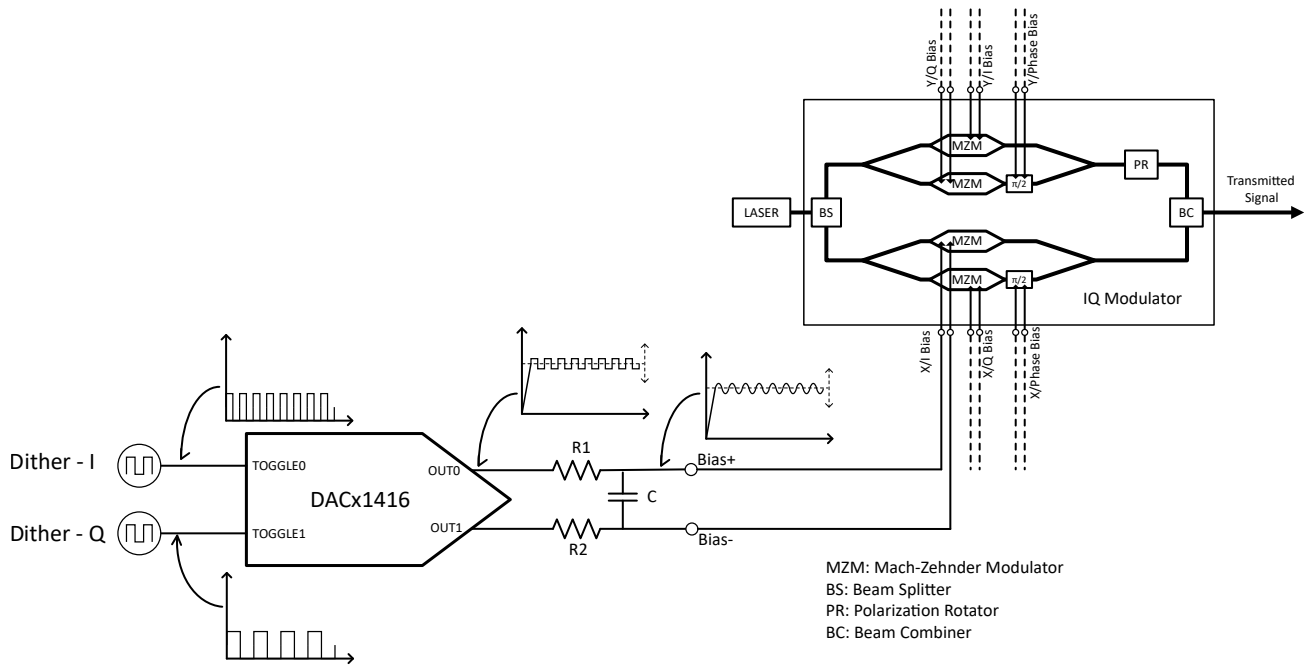 Y/Q Bias
Y/I Bias
Y/Phase Bias
MZM
PR
MZM
π/2
Transmitted
Signal
LASER
BS
BC
MZM
MZM
π/2
IQ Modulator
X/I Bias
X/Q Bias
X/Phase Bias
R1
Dither - I
TOGGLE0
OUT0
Bias+
DACx1416
C
Dither - Q
TOGGLE1
OUT1
Bias-
R2
MZM: Mach-Zehnder Modulator
BS: Beam Splitter
PR: Polarization Rotator
BC: Beam Combiner